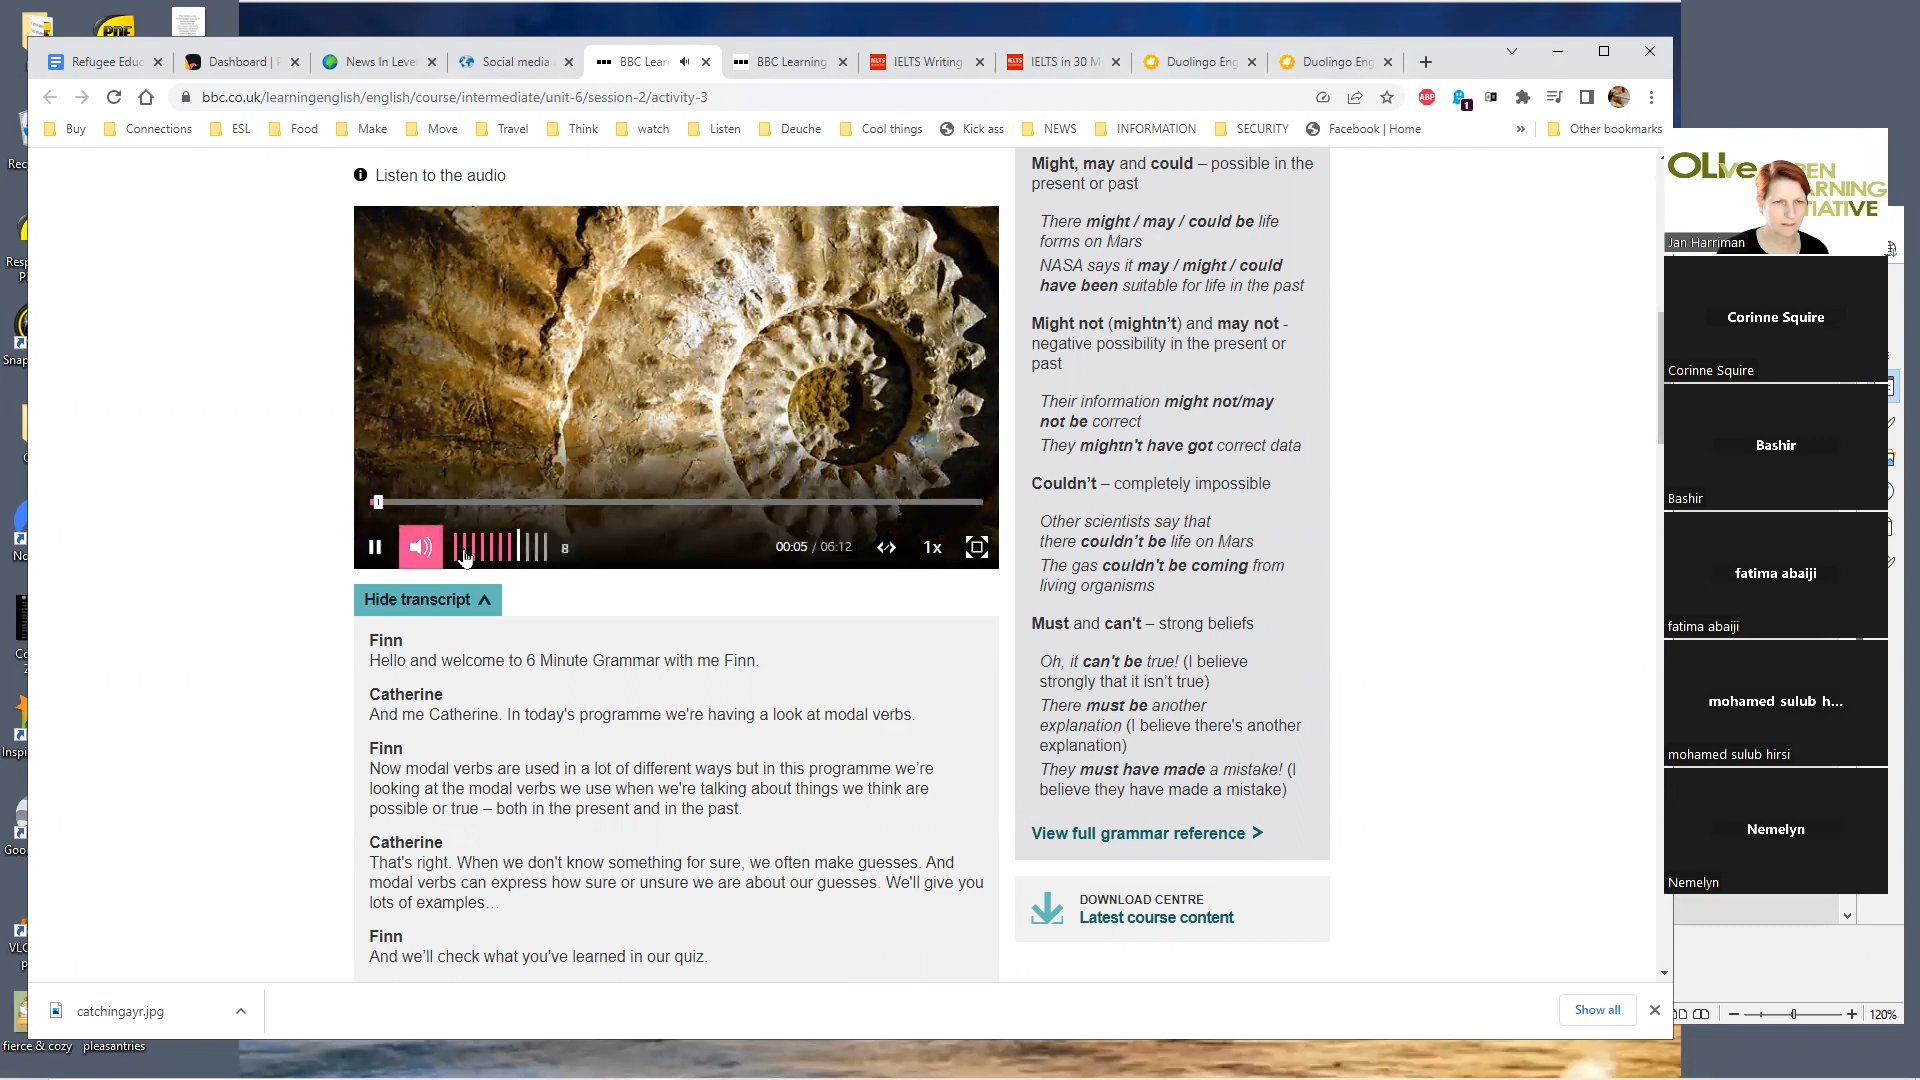 PDF
Refugee Educ
Dashboard |
News In Leve
Social media
BBC Lear
BBC Learning
IELTS Writing
IELTS in 30 M
Duolingo Eng
Duolingo Eng
bbc.co.uk/learningenglish/english/course/intermediate/unit-6/session-2/activity-3
ABP
1
Buy
Connections
ESL
Food
Make
Move
Travel
Think
watch
Listen
Deuche
Cool things
Kick ass
NEWS
INFORMATION
SECURITY
Facebook | Home
»
Other bookmarks
Listen to the audio
8
00:05 / 06:12
1x
Hide transcript
Finn
Hello and welcome to 6 Minute Grammar with me Finn.
Catherine
And me Catherine. In today's programme we're having a look at modal verbs.
Finn
Now modal verbs are used in a lot of different ways but in this programme we're
looking at the modal verbs we use when we're talking about things we think are
possible or true – both in the present and in the past.
Catherine
That's right. When we don't know something for sure, we often make guesses. And
modal verbs can express how sure or unsure we are about our guesses. We'll give you
lots of examples…
Finn
And we'll check what you've learned in our quiz.
Might, may and could – possible in the
present or past
There might / may / could be life
forms on Mars
NASA says it may / might / could
have been suitable for life in the past
Might not (mightn't) and may not -
negative possibility in the present or
past
Their information might not/may
not be correct
They mightn't have got correct data
Couldn't – completely impossible
Other scientists say that
there couldn't be life on Mars
The gas couldn't be coming from
living organisms
Must and can't – strong beliefs
Oh, it can't be true! (I believe
strongly that it isn't true)
There must be another
explanation (I believe there's another
explanation)
They must have made a mistake! (I
believe they have made a mistake)
View full grammar reference >
DOWNLOAD CENTRE
Latest course content
OLIve
Jan Harriman
Corinne Squire
Corinne Squire
Bashir
Bashir
fatima abaiji
fatima abaiji
mohamed sulub h...
mohamed sulub hirsi
Nemelyn
Nemelyn
catchingayr.jpg
Show all
120%
fierce & cozy
pleasantries